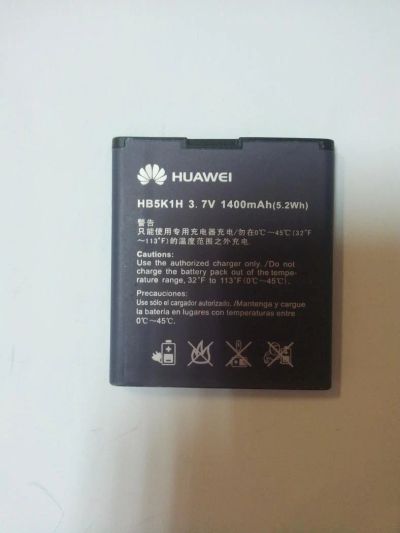 HUAWEI
HB5K1H 3.7V 1400mAh(5.2Wh)
警告
只能使用专用充电器充电/勿在0℃~45℃(32°F
~113°F)的温度范围之外充电
Cautions:
Use the authorized charger only. /Do not
charge the battery pack out of the tempe-
rature range, 32°F to 113°F(0℃~45℃)
Precauciones:
Use sólo el cargador autorizado. /Mantenga y cargue
la batería en lugares con temperaturas entre
0℃~45℃